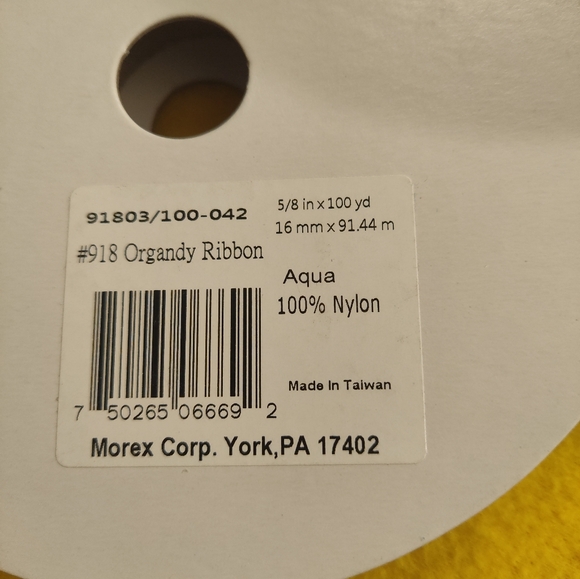 91803/100-042
5/8 in x 100 yd
16 mm x 91.44 m
#918 Organdy Ribbon
Aqua
100% Nylon
Made In Taiwan
7 50265 06669 2
Morex Corp. York,PA 17402